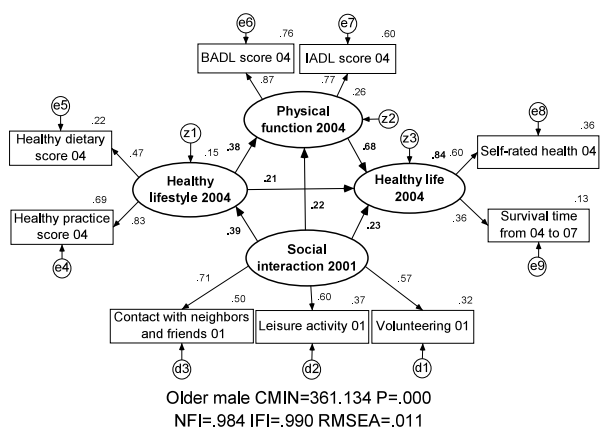 e6
.76
e7
.60
BADL score 04
IADL score 04
.87
.77
.26
e5
.22
z1
Physical
function 2004
z2
z3
e8
.36
Healthy dietary
score 04
.47
.15
.38
.68
.84
.60
Self-rated health 04
Healthy
lifestyle 2004
.21
Healthy life
2004
.69
Healthy practice
score 04
.83
.22
.36
.13
Survival time
from 04 to 07
e4
.39
.23
e9
Social
interaction 2001
.71
.50
.60
.37
.57
.32
Contact with neighbors
and friends 01
Leisure activity 01
Volunteering 01
d3
d2
d1
Older male CMIN=361.134 P=.000
NFI=.984 IFI=.990 RMSEA=.011